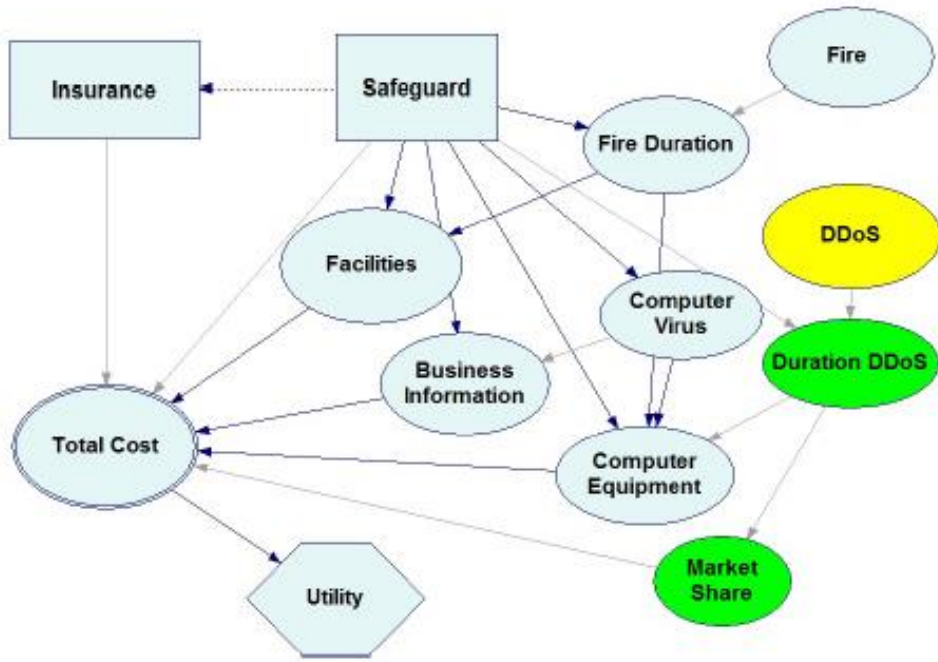 Fire
Insurance
Safeguard
Fire Duration
DDoS
Facilities
Computer
Virus
Duration DDoS
Business
Information
Total Cost
Computer
Equipment
Market
Share
Utility